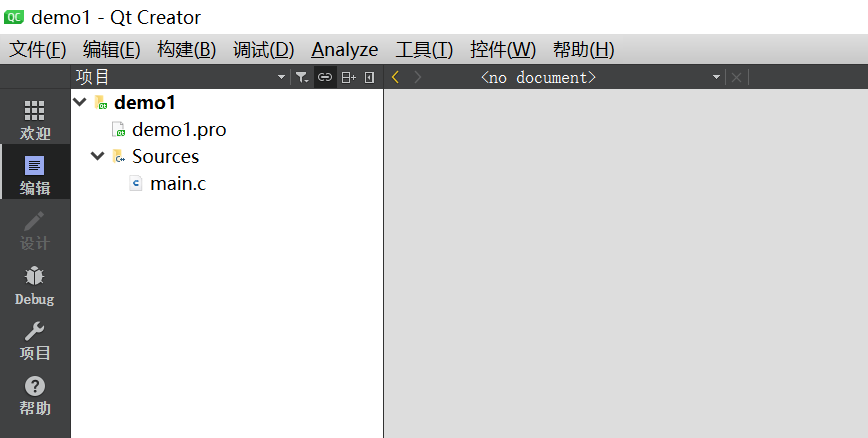 QC demo1 - Qt Creator
文件(F) 编辑(E) 构建(B) 调试(D) Analyze 工具(T) 控件(W) 帮助(H)
项目 <no document>
欢迎
编辑
设计
Debug
项目
帮助
demo1
demo1.pro
Sources
main.c